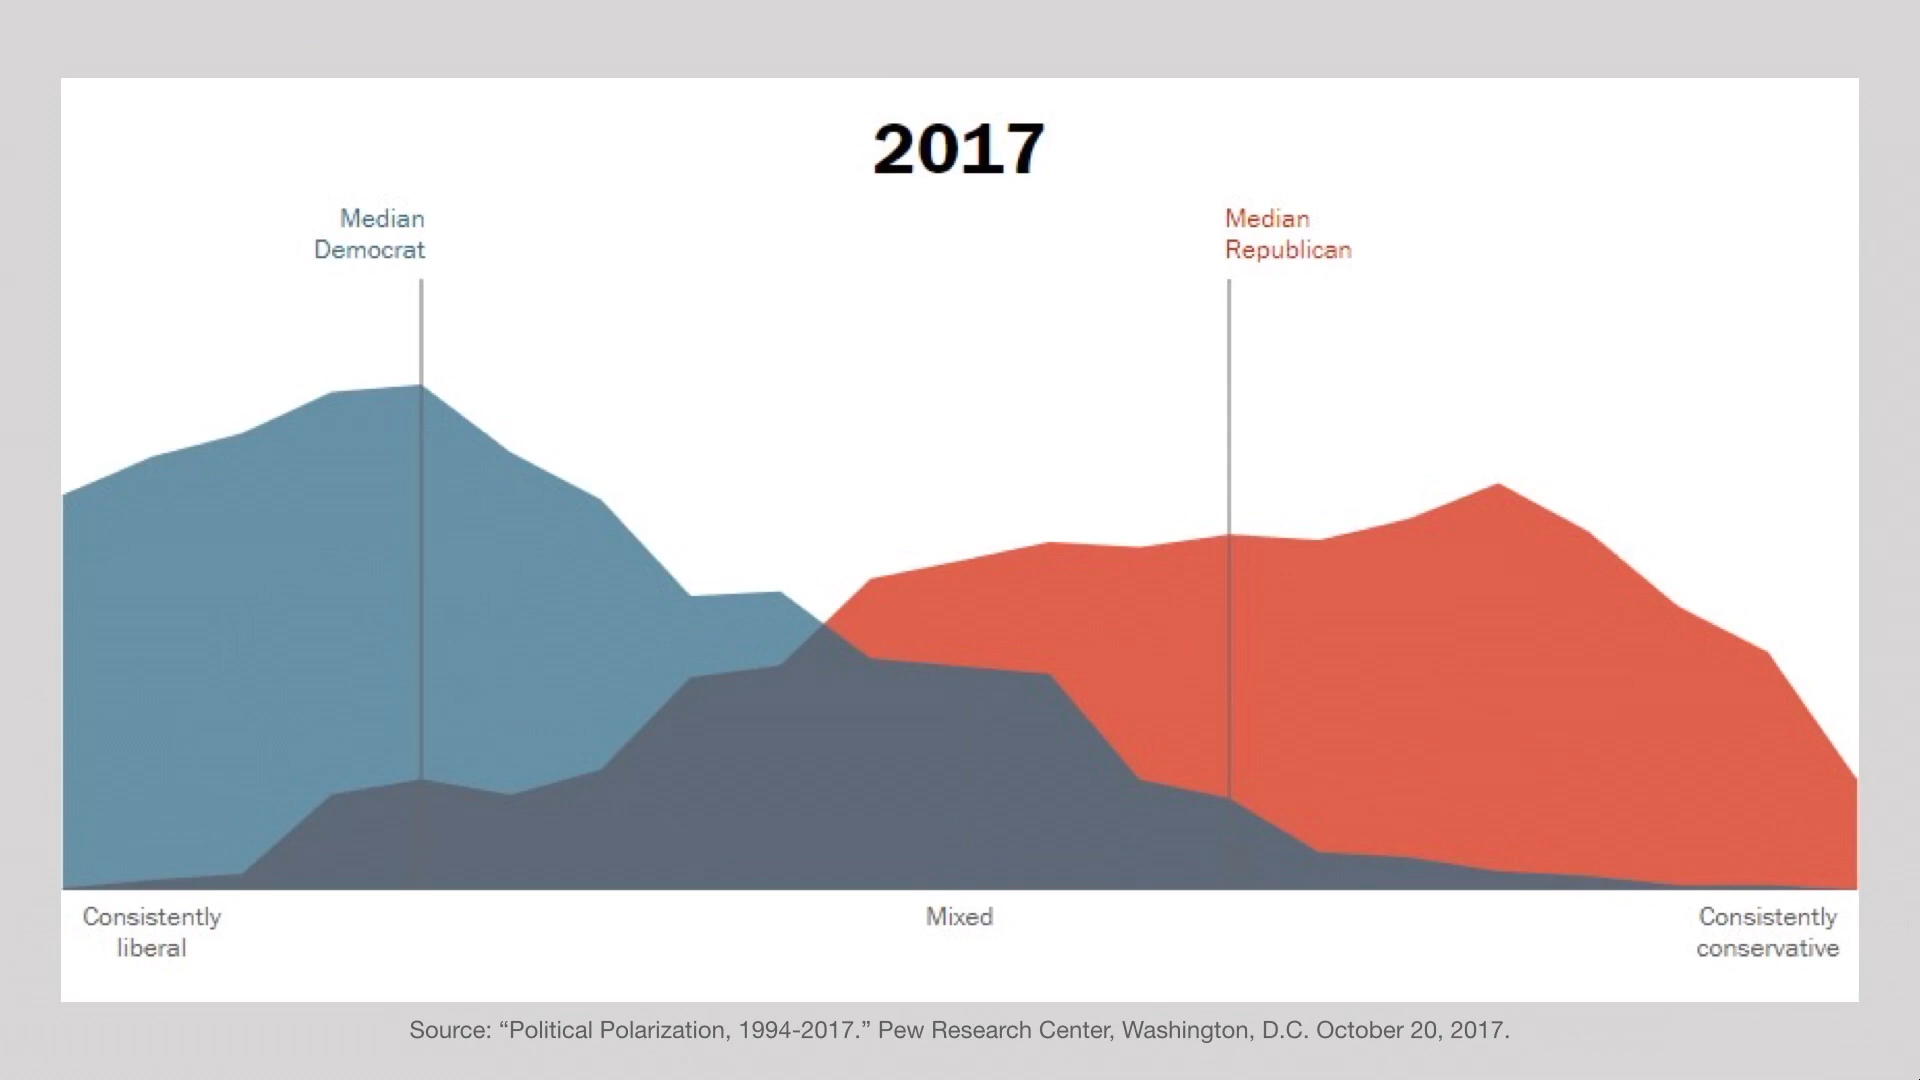 2017
Median
Democrat
Median
Republican
Consistently
liberal
Mixed
Consistently
conservative
Source: “Political Polarization, 1994-2017.” Pew Research Center, Washington, D.C. October 20, 2017.